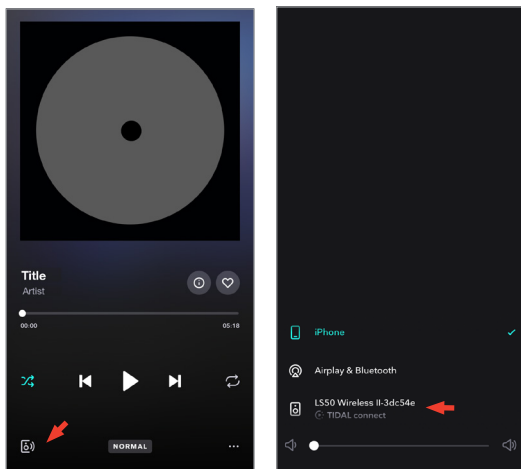 Title
Artist
00:00
05:18
NORMAL
iPhone
Airplay & Bluetooth
LS50 Wireless II-3dc54e
TIDAL connect